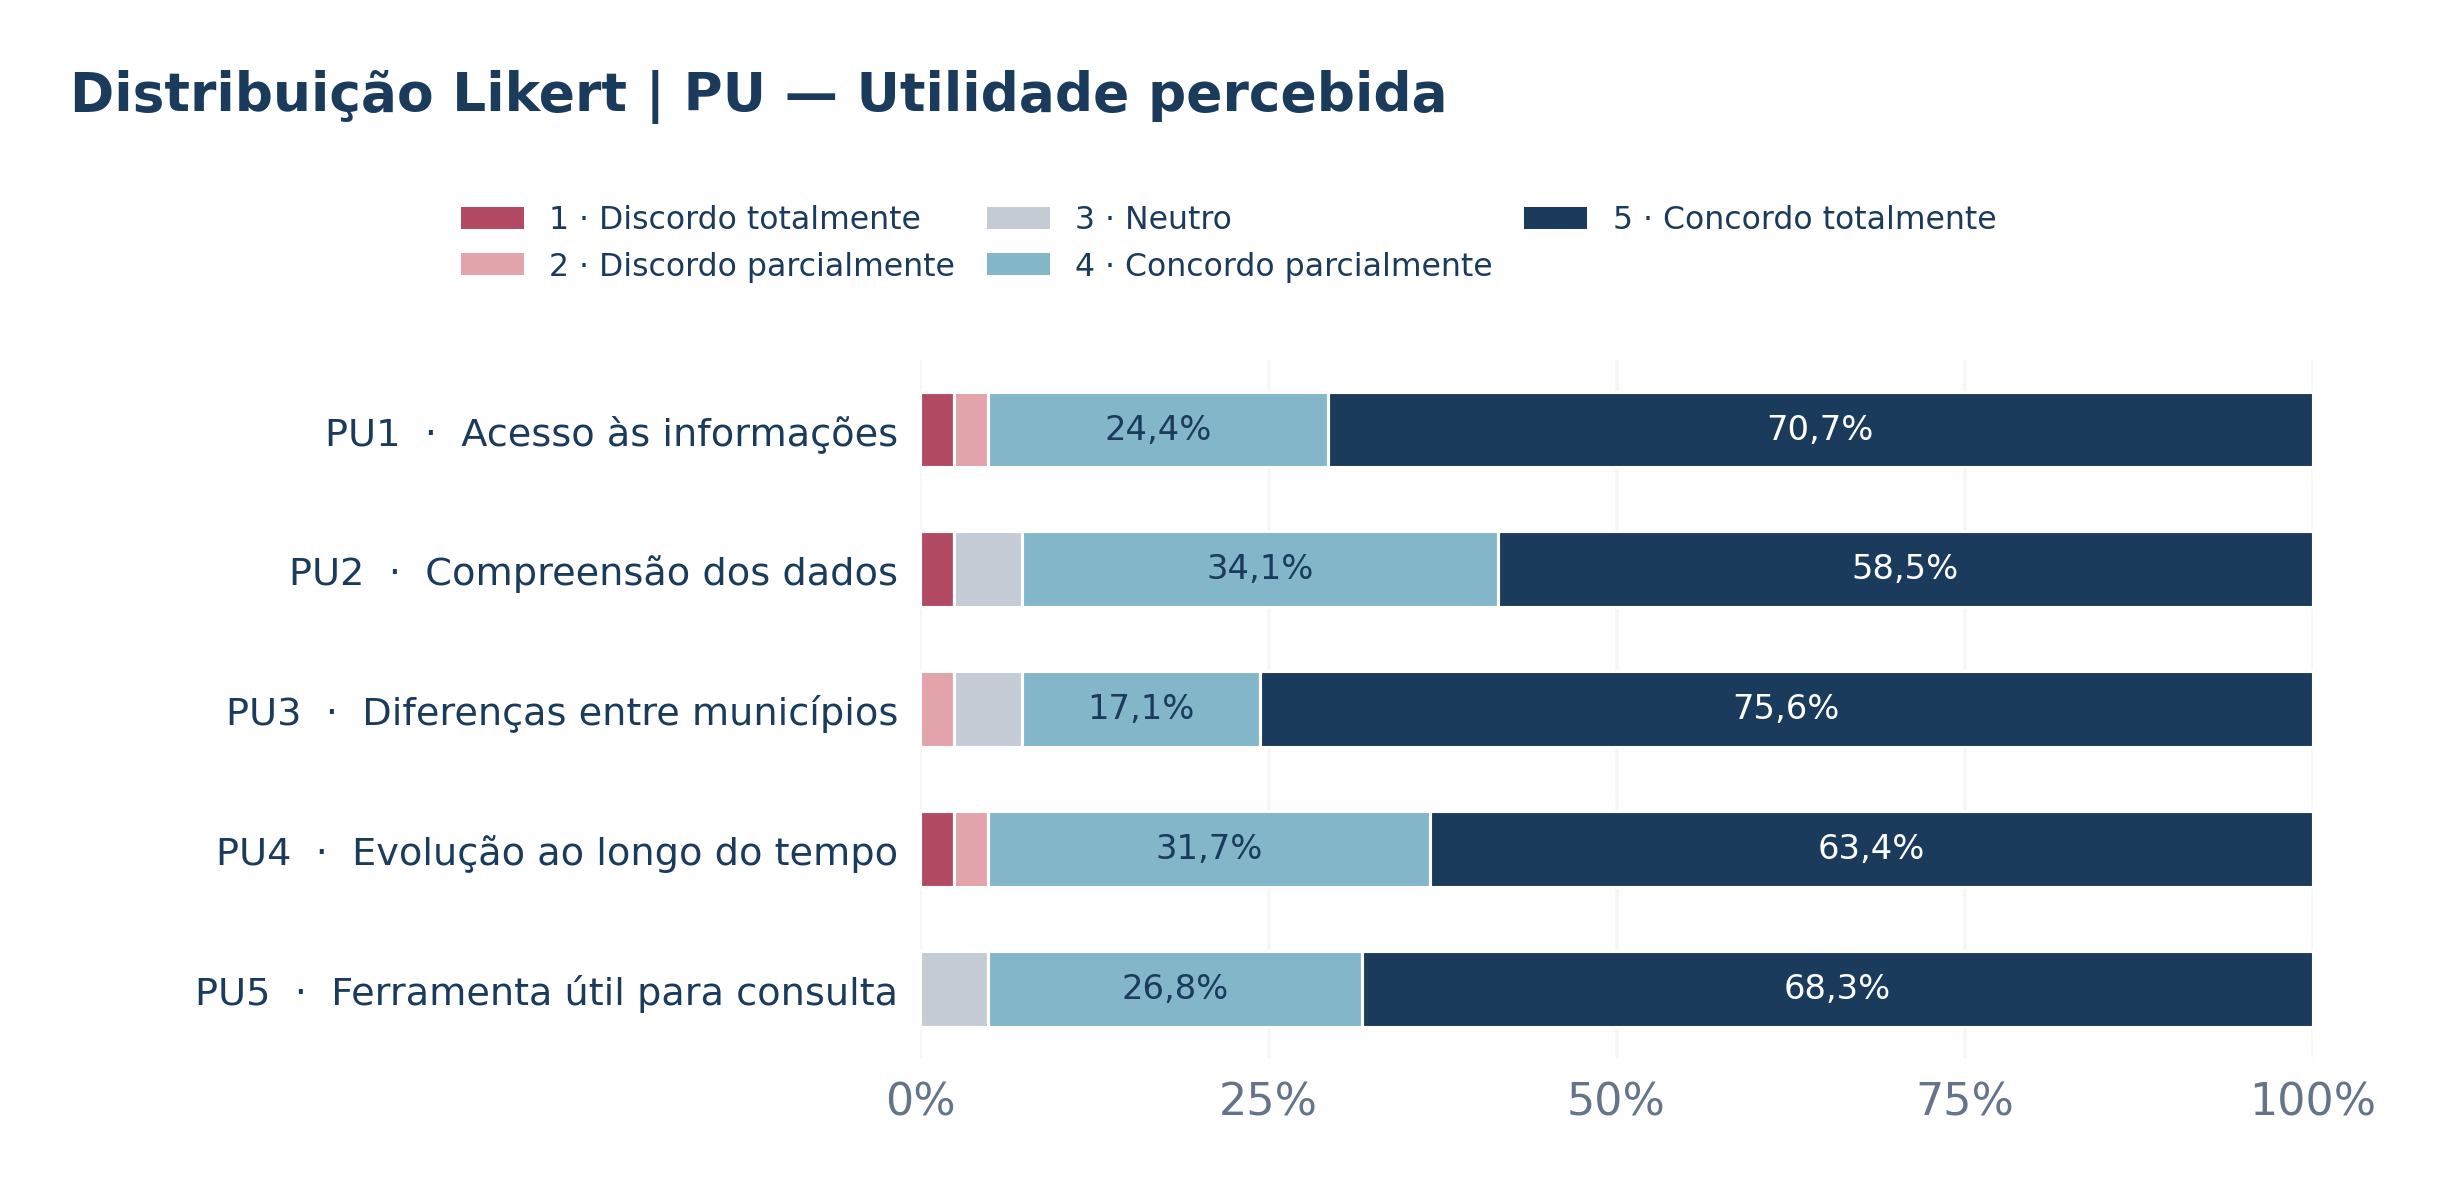 Distribuição Likert | PU — Utilidade percebida
1 · Discordo totalmente
2 · Discordo parcialmente
3 · Neutro
4 · Concordo parcialmente
5 · Concordo totalmente
PU1 · Acesso às informações 24,4% 70,7%
PU2 · Compreensão dos dados 34,1% 58,5%
PU3 · Diferenças entre municípios 17,1% 75,6%
PU4 · Evolução ao longo do tempo 31,7% 63,4%
PU5 · Ferramenta útil para consulta 26,8% 68,3%
0% 25% 50% 75% 100%